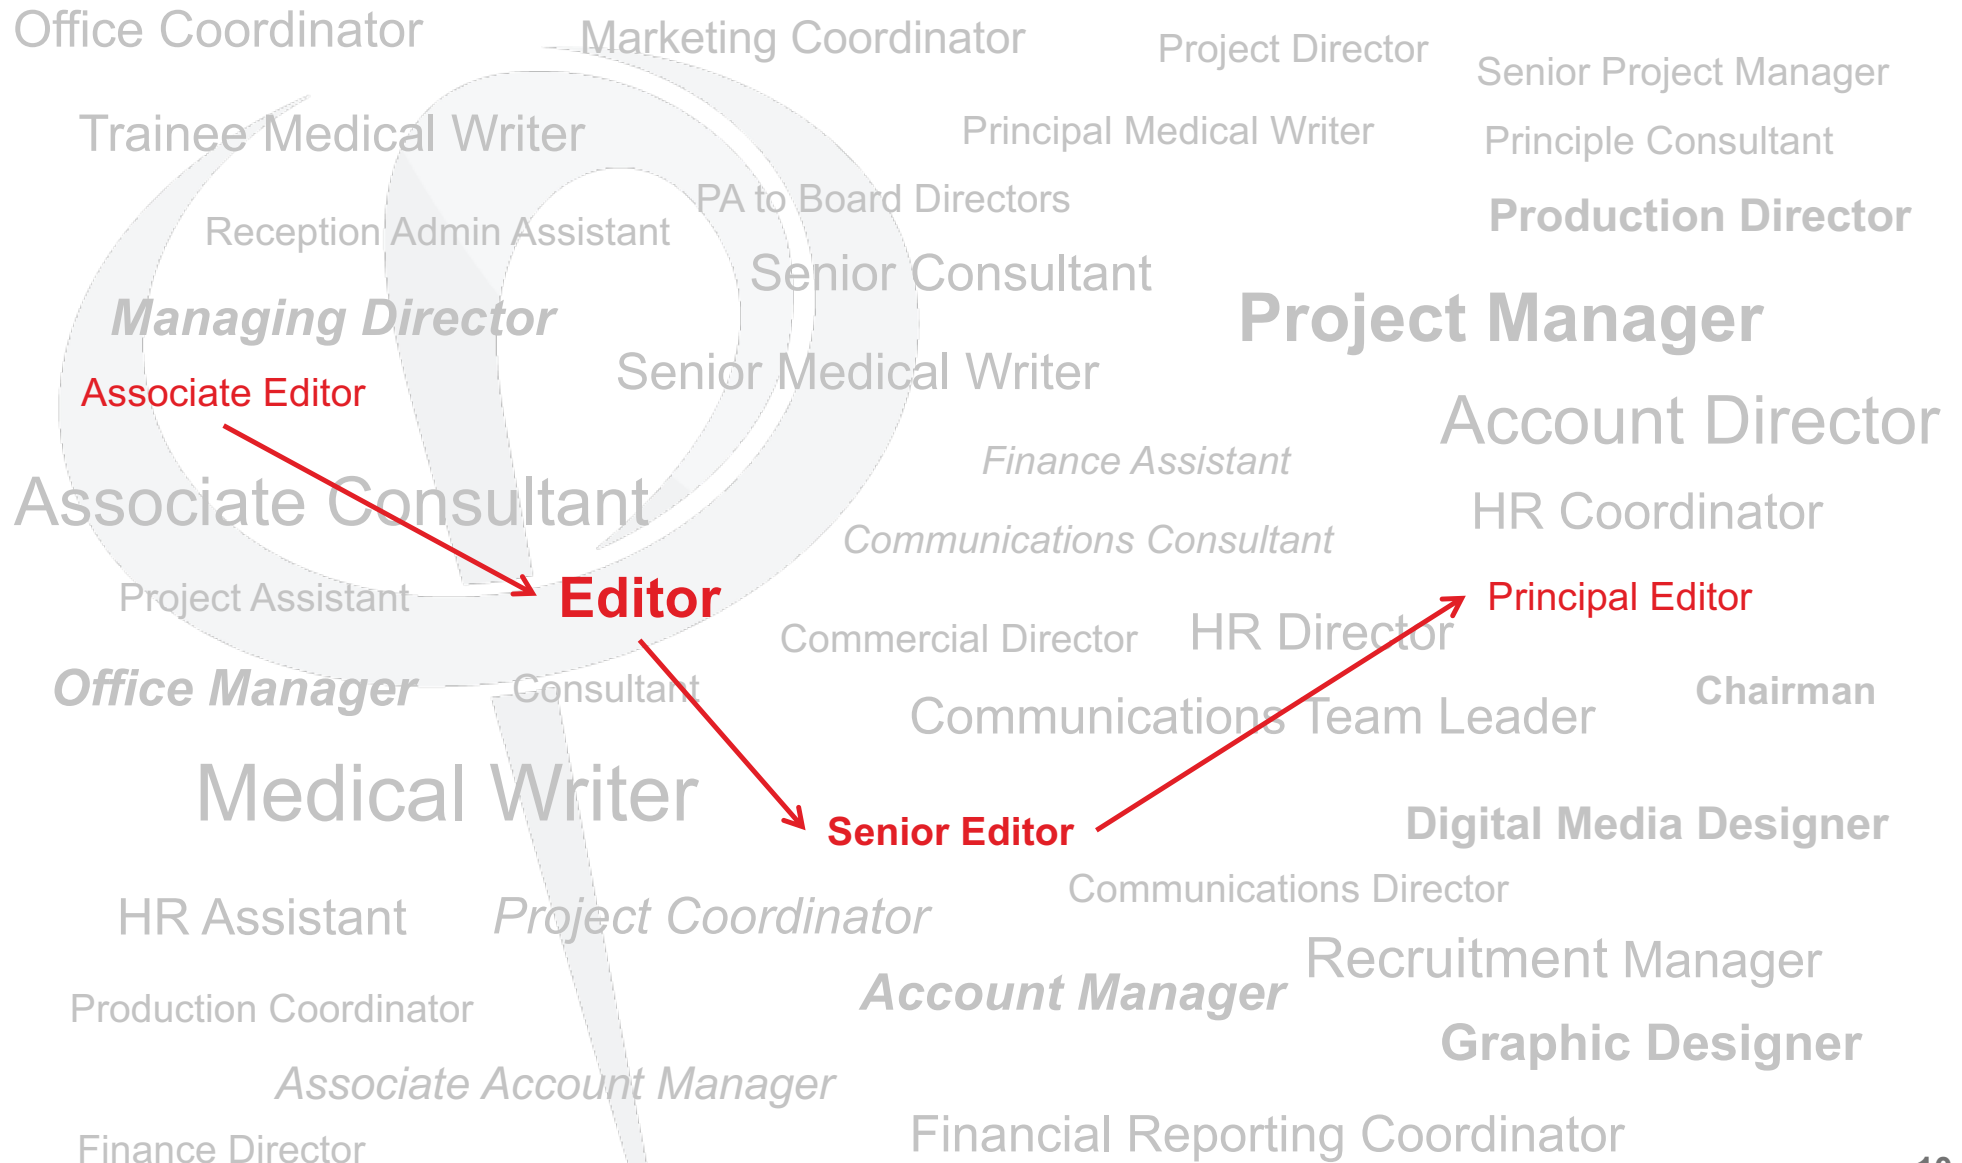 Office Coordinator
Marketing Coordinator
Project Director
Senior Project Manager
Trainee Medical Writer
Principal Medical Writer
Principle Consultant
PA to Board Directors
Production Director
Reception Admin Assistant
Senior Consultant
Managing Director
Project Manager
Senior Medical Writer
Associate Editor
Account Director
Finance Assistant
Associate Consultant
HR Coordinator
Communications Consultant
Project Assistant
Editor
Principal Editor
Commercial Director
HR Director
Office Manager
Consultant
Chairman
Communications Team Leader
Medical Writer
Senior Editor
Digital Media Designer
Communications Director
HR Assistant
Project Coordinator
Recruitment Manager
Account Manager
Production Coordinator
Graphic Designer
Associate Account Manager
Financial Reporting Coordinator
Finance Director